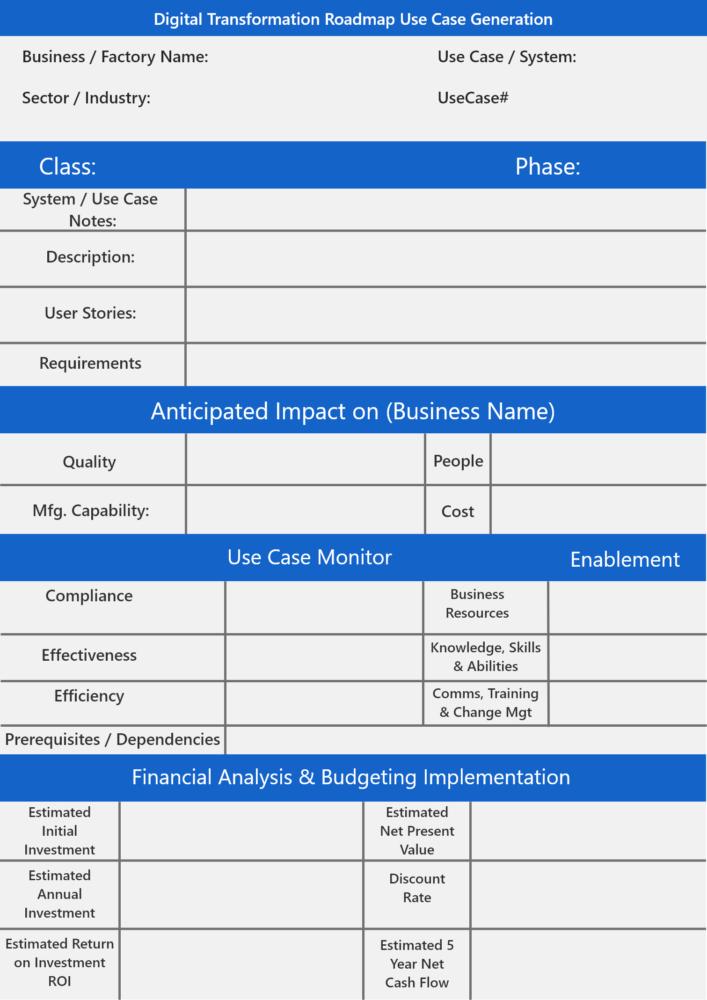 Digital Transformation Roadmap Use Case Generation
Business / Factory Name:
Use Case / System:
Sector / Industry:
UseCase#
Class:
Phase:
System / Use Case
Notes:
Description:
User Stories:
Requirements
Anticipated Impact on (Business Name)
Quality
People
Mfg. Capability:
Cost
Use Case Monitor
Enablement
Compliance
Business
Resources
Effectiveness
Knowledge, Skills
& Abilities
Efficiency
Comms, Training
& Change Mgt
Prerequisites / Dependencies
Financial Analysis & Budgeting Implementation
Estimated
Initial
Investment
Estimated
Net Present
Value
Estimated
Annual
Investment
Discount
Rate
Estimated Return
on Investment
ROI
Estimated 5
Year Net
Cash Flow